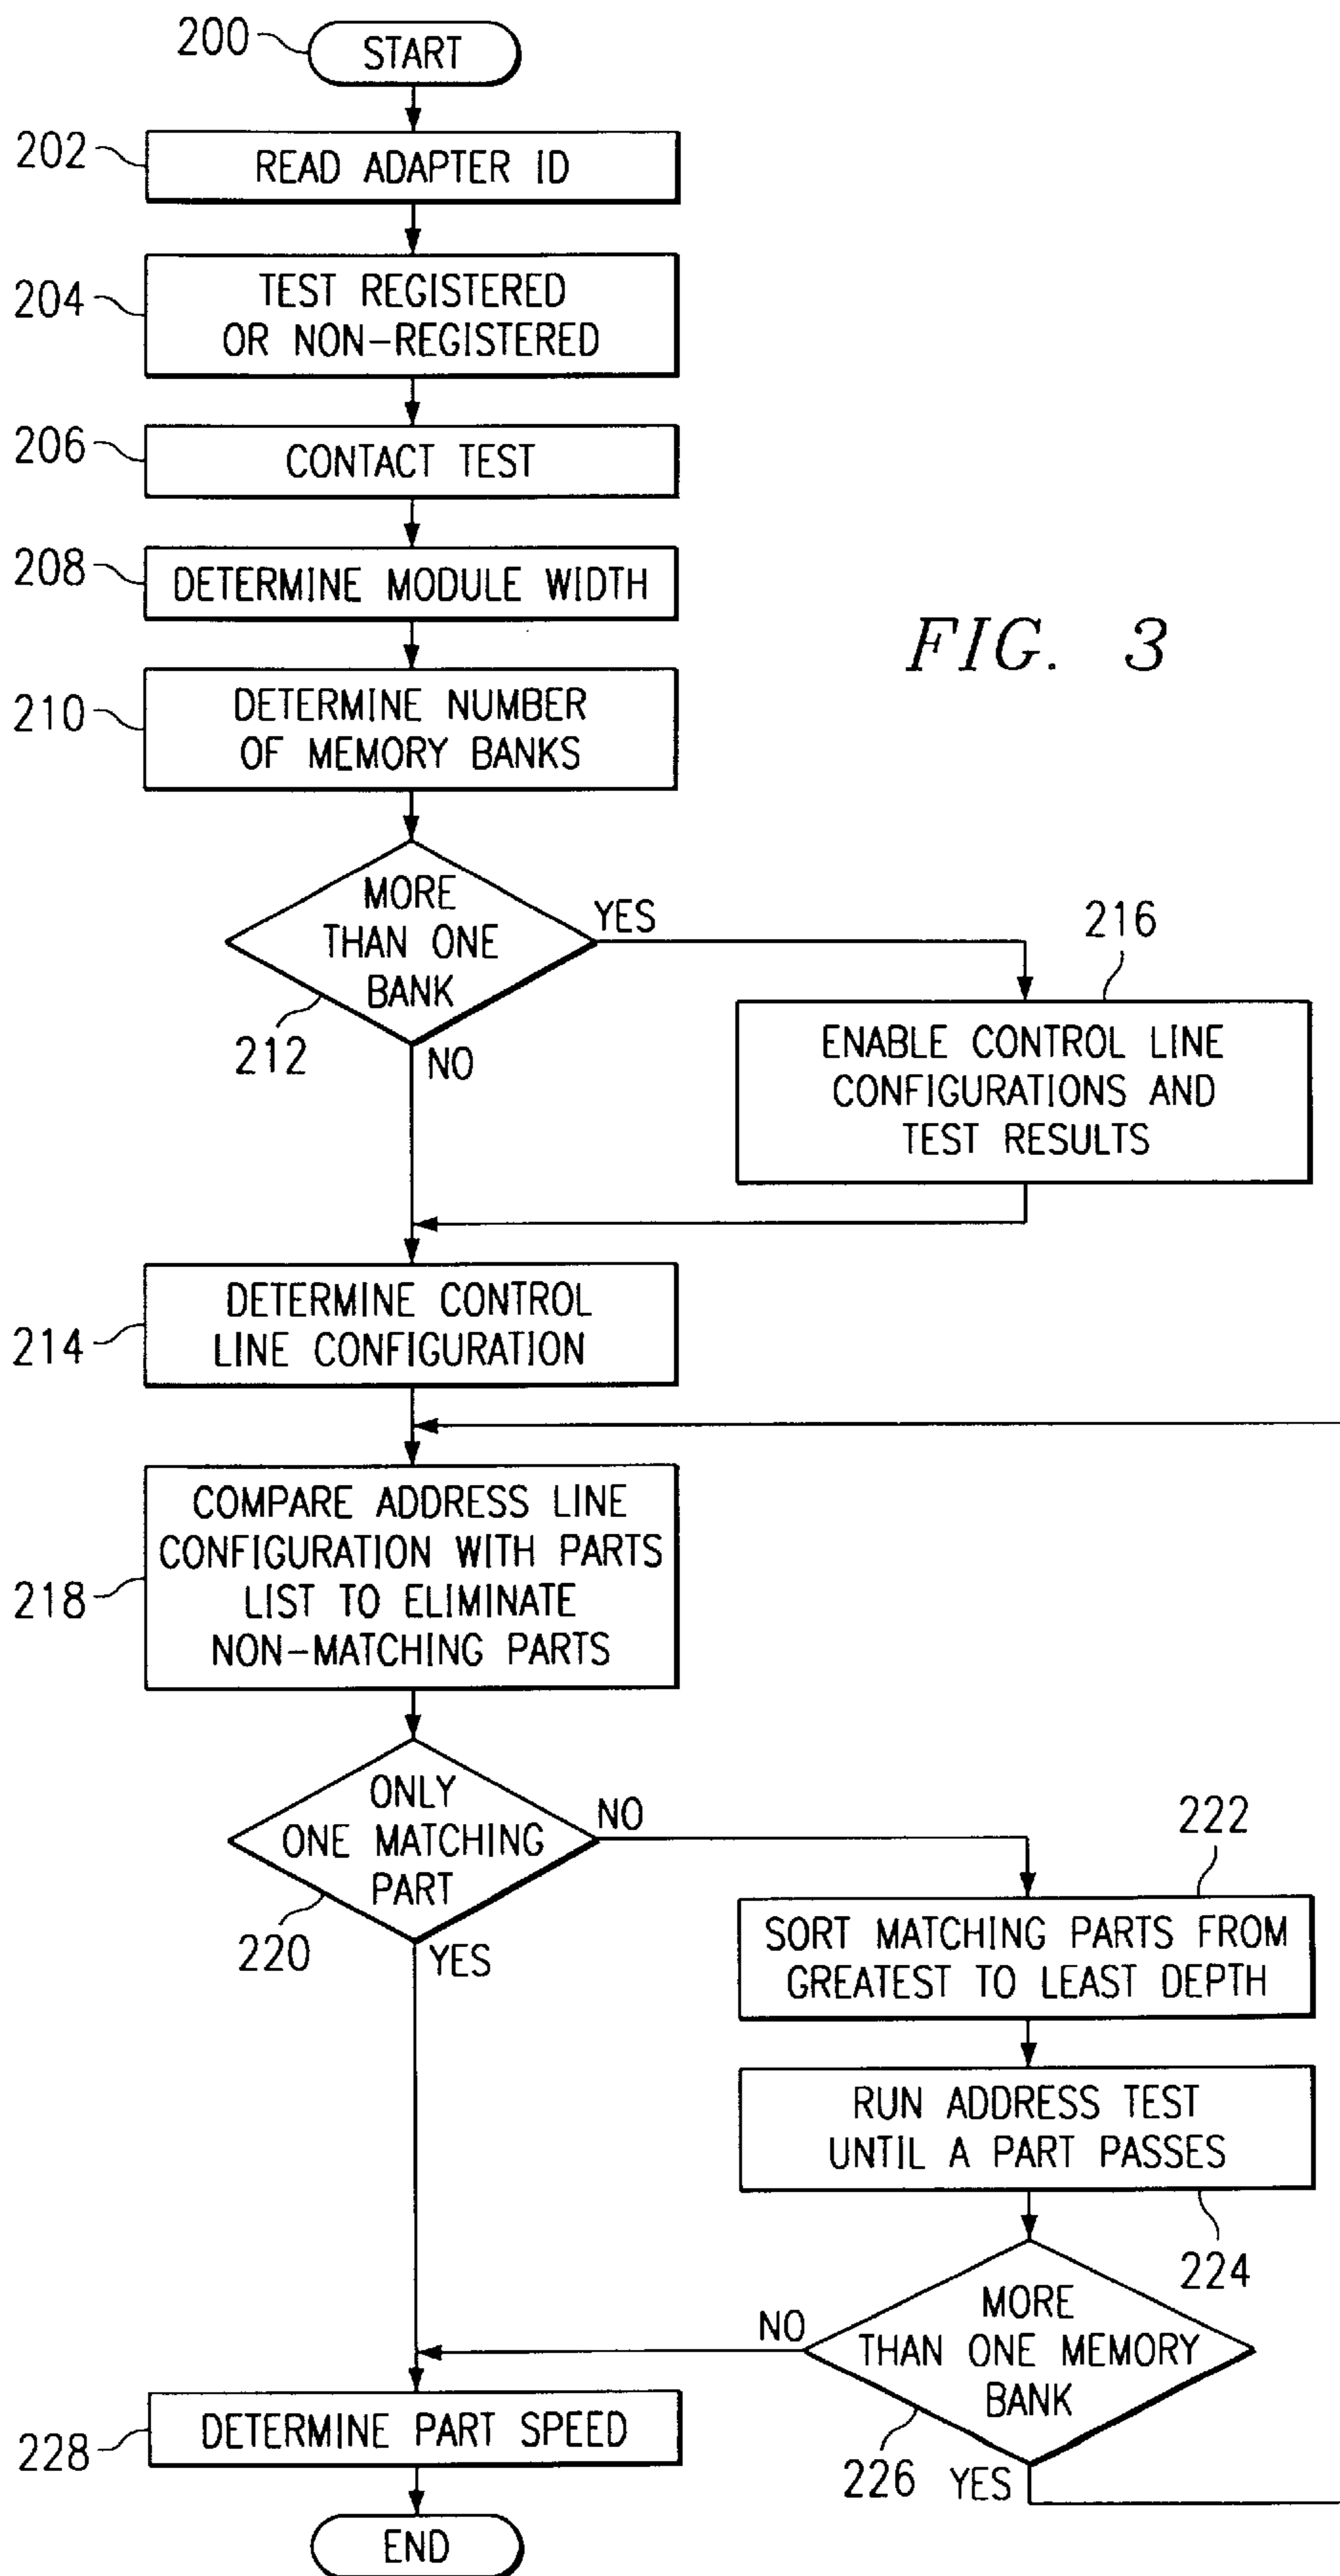 200
START
202
READ ADAPTER ID
204
TEST REGISTERED
OR NON-REGISTERED
206
CONTACT TEST
208
DETERMINE MODULE WIDTH
FIG. 3
210
DETERMINE NUMBER
OF MEMORY BANKS
MORE
THAN ONE
BANK
YES
212
NO
216
ENABLE CONTROL LINE
CONFIGURATIONS AND
TEST RESULTS
214
DETERMINE CONTROL
LINE CONFIGURATION
218
COMPARE ADDRESS LINE
CONFIGURATION WITH PARTS
LIST TO ELIMINATE
NON-MATCHING PARTS
ONLY
ONE MATCHING
PART
NO
220
YES
222
SORT MATCHING PARTS FROM
GREATEST TO LEAST DEPTH
RUN ADDRESS TEST
UNTIL A PART PASSES
224
MORE
THAN ONE MEMORY
BANK
NO
226
YES
228
DETERMINE PART SPEED
END